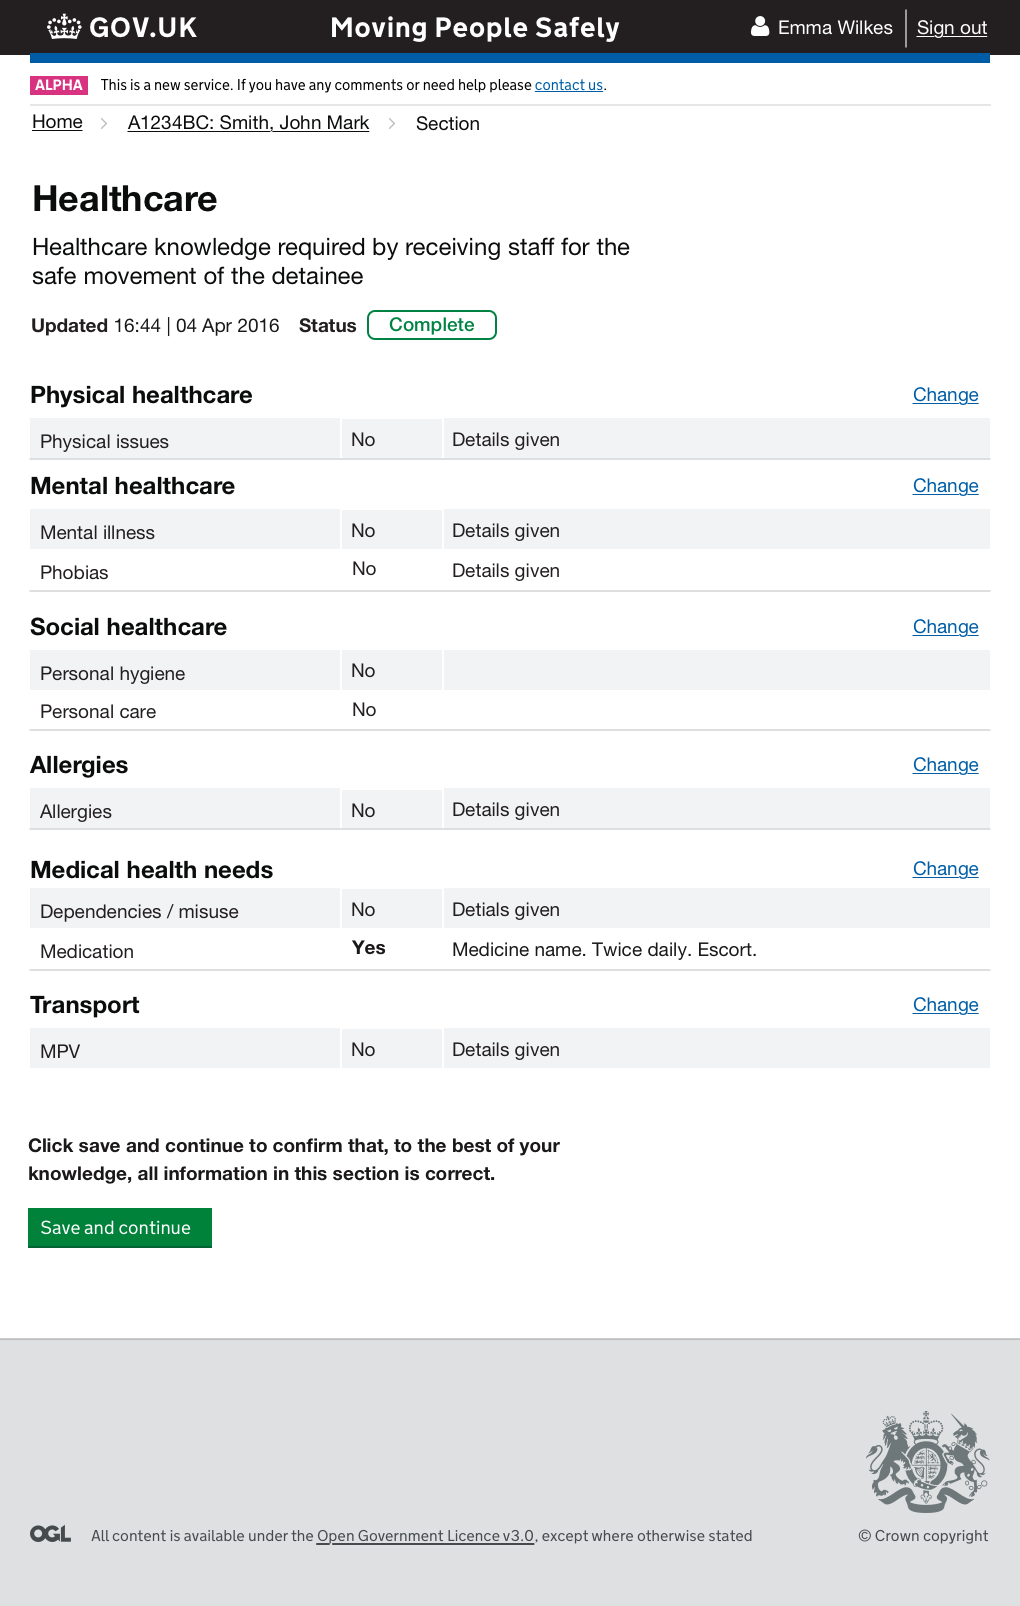 GOV.UK Moving People Safely Emma Wilkes Sign out
ALPHA This is a new service. If you have any comments or need help please contact us.
Home A1234BC: Smith, John Mark Section
Healthcare
Healthcare knowledge required by receiving staff for the
safe movement of the detainee
Updated 16:44 | 04 Apr 2016 Status Complete
Physical healthcare Change
Physical issues No Details given
Mental healthcare Change
Mental illness No Details given
Phobias No Details given
Social healthcare Change
Personal hygiene No
Personal care No
Allergies Change
Allergies No Details given
Medical health needs Change
Dependencies / misuse No Detials given
Medication Yes Medicine name. Twice daily. Escort.
Transport Change
MPV No Details given
Click save and continue to confirm that, to the best of your
knowledge, all information in this section is correct.
Save and continue
OGL All content is available under the Open Government Licence v3.0, except where otherwise stated © Crown copyright